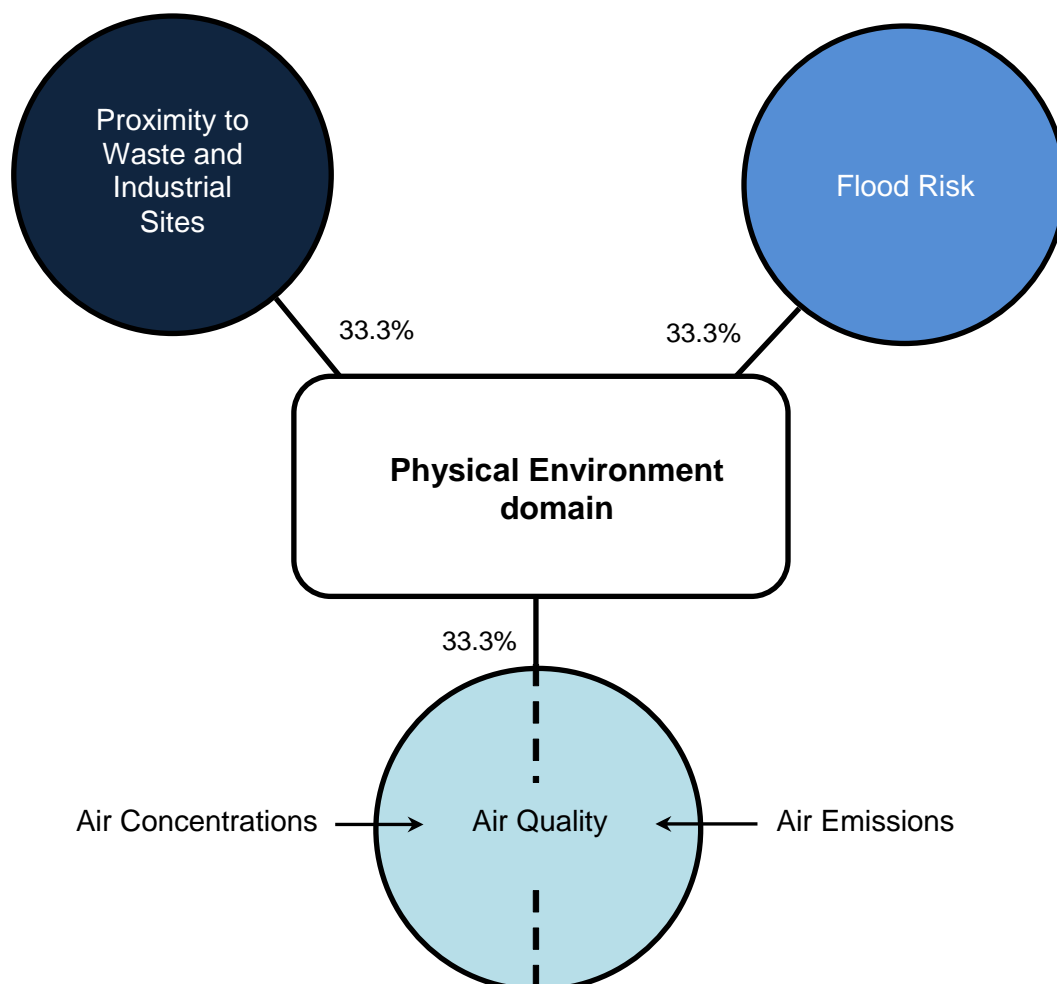 Proximity to
Waste and
Industrial
Sites
Flood Risk
33.3%
33.3%
Physical Environment
domain
33.3%
Air Concentrations
Air Quality
Air Emissions